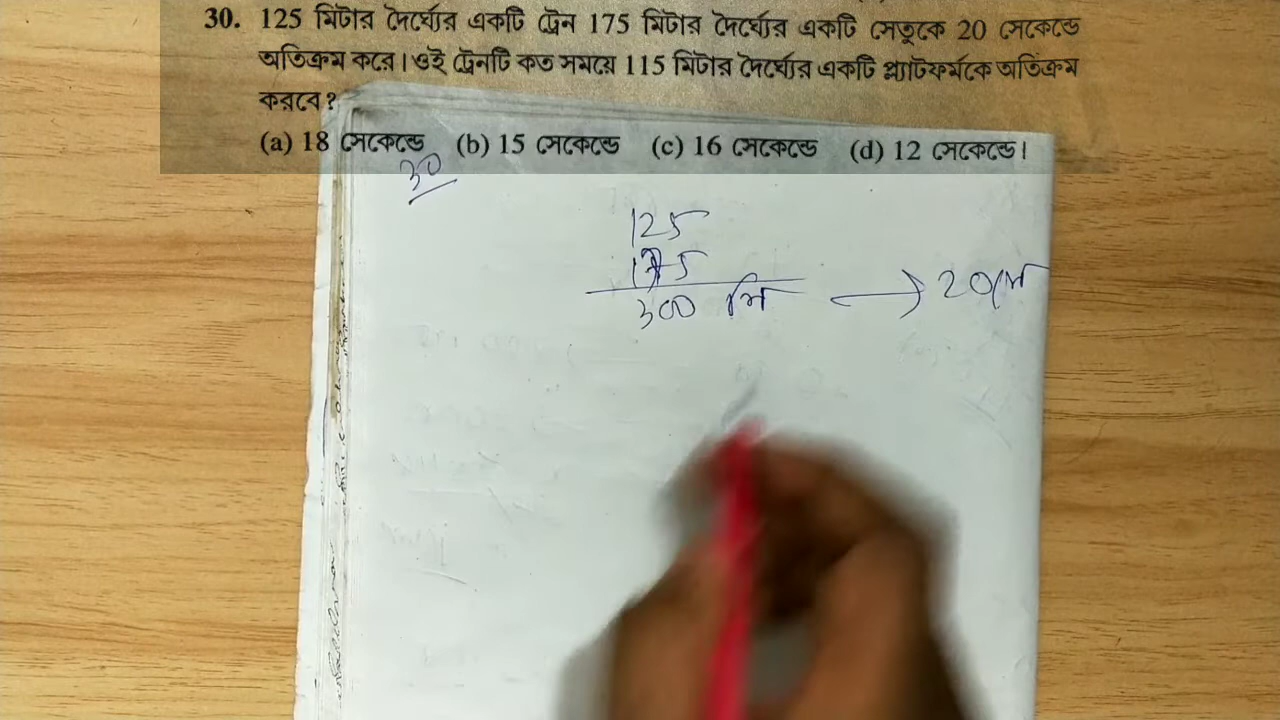 30. 125 মিটার দৈর্ঘ্যের একটি ট্রেন 175 মিটার দৈর্ঘ্যের একটি সেতুকে 20 সেকেন্ডে
অতিক্রম করে। ওই ট্রেনটি কত সময়ে 115 মিটার দৈর্ঘ্যের একটি প্ল্যাটফর্মকে অতিক্রম
করবে?
(a) 18 সেকেন্ডে (b) 15 সেকেন্ডে (c) 16 সেকেন্ডে (d) 12 সেকেন্ডে।
30
125
175
300 মি → 20 সে